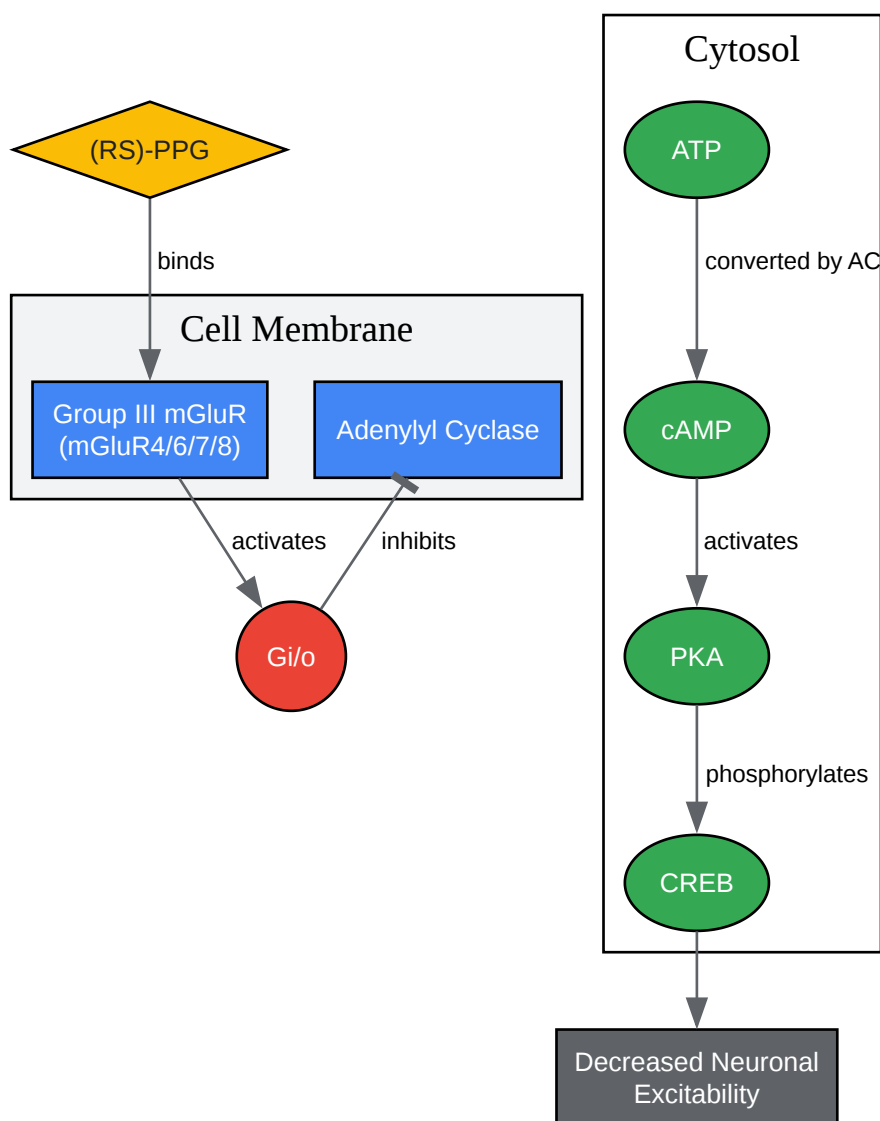 (RS)-PPG
binds
Cell Membrane
Group III mGluR
(mGluR4/6/7/8)
Adenylyl Cyclase
activates
inhibits
Gi/o
Cytosol
ATP
converted by AC
cAMP
activates
PKA
phosphorylates
CREB
Decreased Neuronal
Excitability